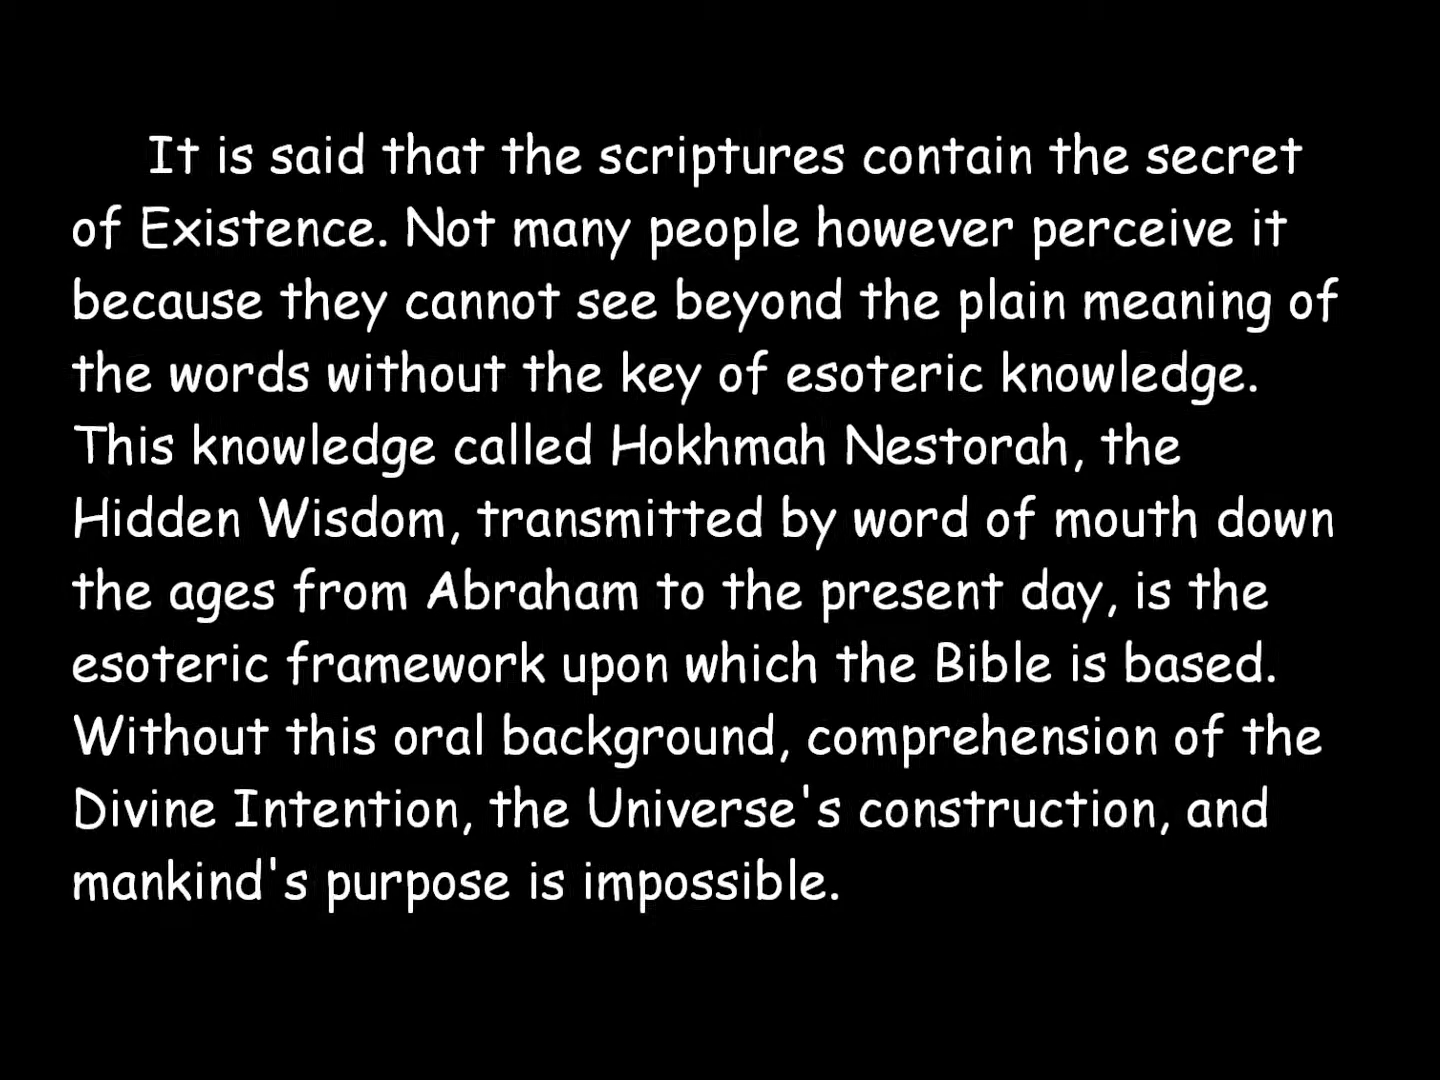 It is said that the scriptures contain the secret
of Existence. Not many people however perceive it
because they cannot see beyond the plain meaning of
the words without the key of esoteric knowledge.
This knowledge called Hokhmah Nestorah, the
Hidden Wisdom, transmitted by word of mouth down
the ages from Abraham to the present day, is the
esoteric framework upon which the Bible is based.
Without this oral background, comprehension of the
Divine Intention, the Universe's construction, and
mankind's purpose is impossible.